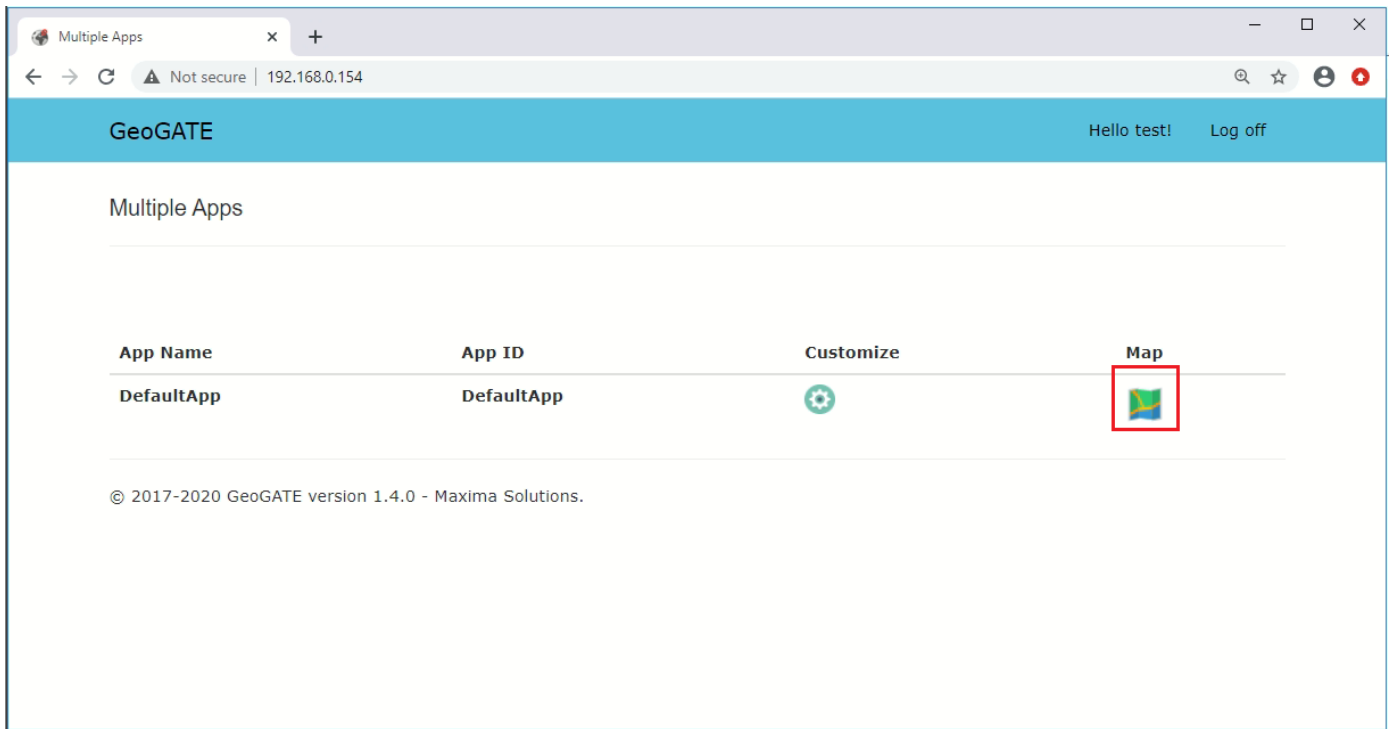 Multiple Apps
Not secure | 192.168.0.154
GeoGATE Hello test! Log off
Multiple Apps
App Name App ID Customize Map
DefaultApp DefaultApp
© 2017-2020 GeoGATE version 1.4.0 - Maxima Solutions.